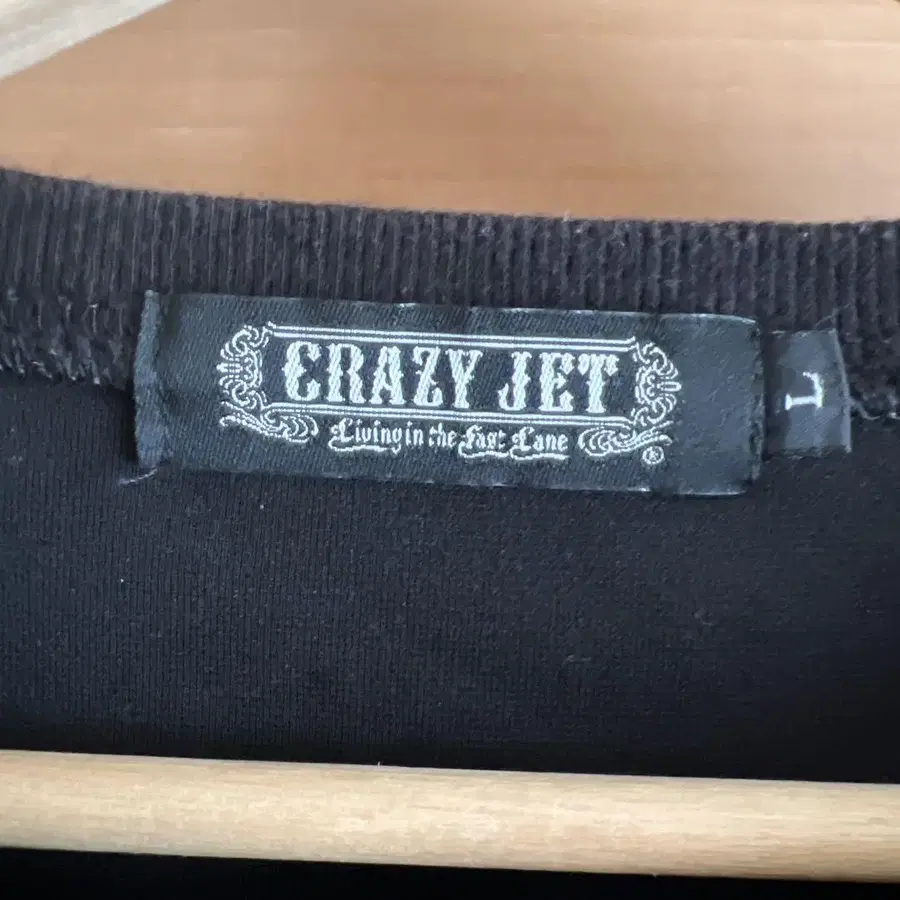 CRAZY JET
Living in the Fast Lane
®
L